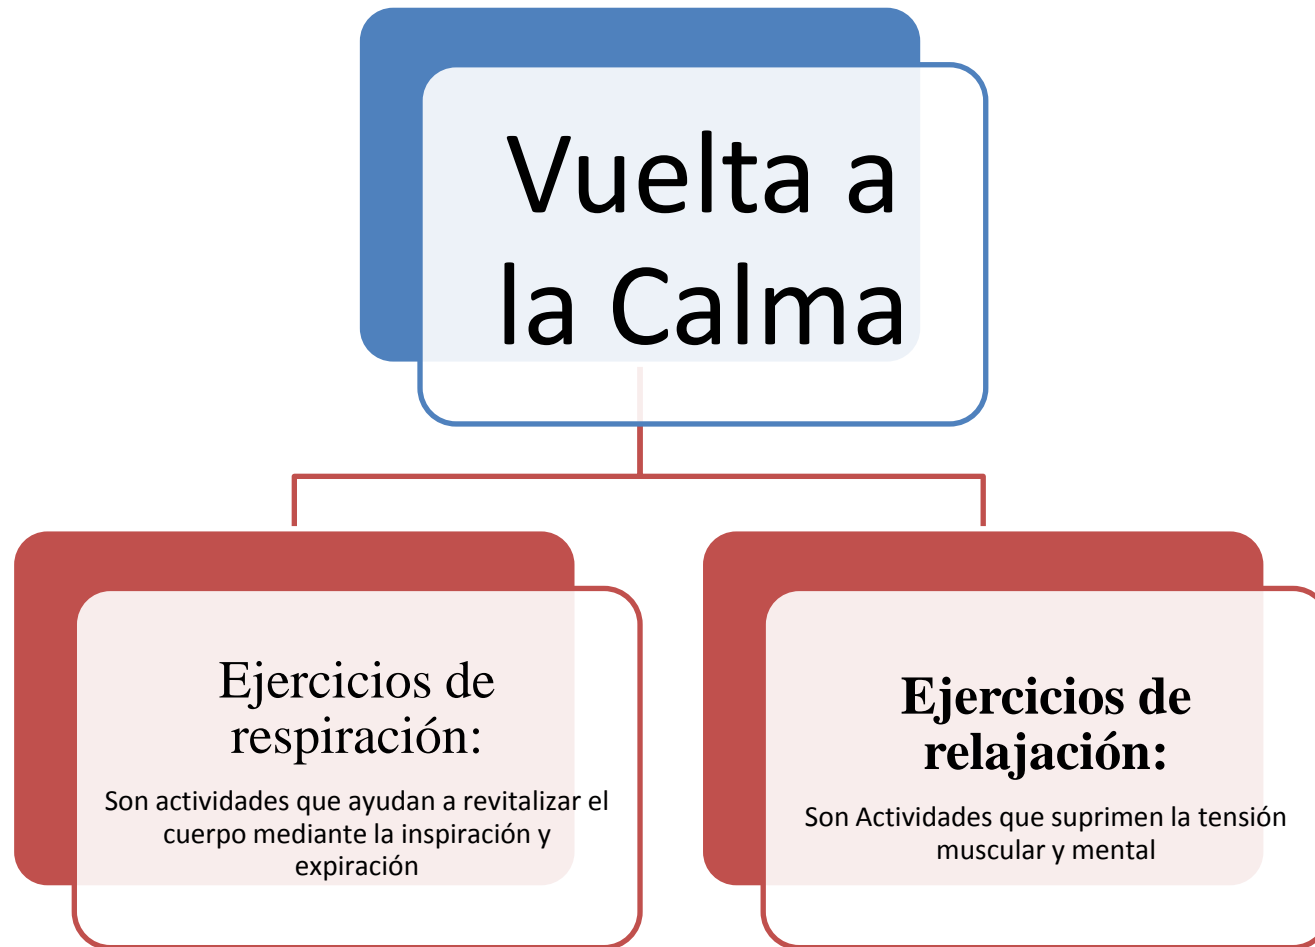 Vuelta a
la Calma
Ejercicios de
respiración:
Son actividades que ayudan a revitalizar el
cuerpo mediante la inspiración y
expiración
Ejercicios de
relajación:
Son Actividades que suprimen la tensión
muscular y mental